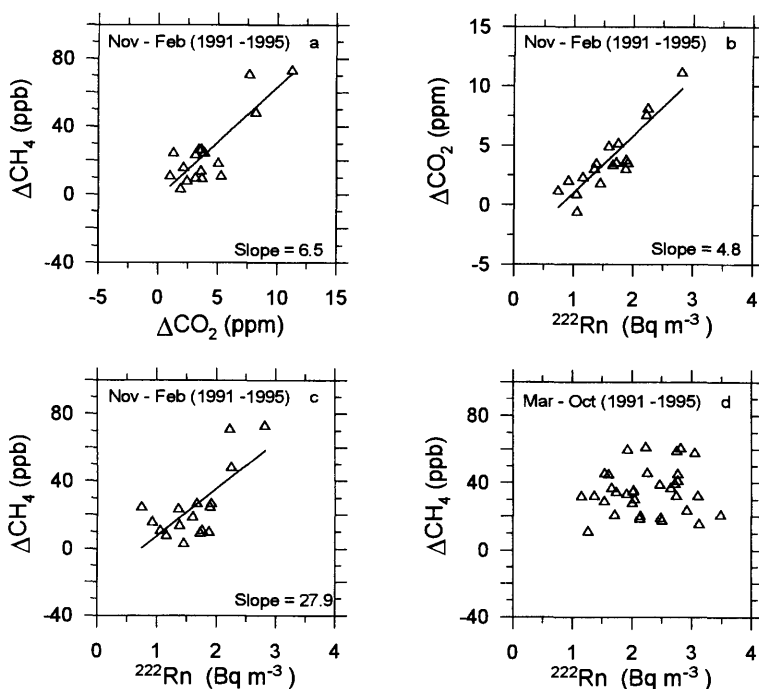 Nov - Feb (1991 -1995) a
80
40
0
-40
ΔCH₄ (ppb)
Slope = 6.5
-5 0 5 10 15
ΔCO₂ (ppm)
Nov - Feb (1991 -1995) b
15
10
5
0
-5
ΔCO₂ (ppm)
Slope = 4.8
0 1 2 3 4
²²²Rn (Bq m⁻³)
Nov - Feb (1991 -1995) c
80
40
0
-40
ΔCH₄ (ppb)
Slope = 27.9
0 1 2 3 4
²²²Rn (Bq m⁻³)
Mar - Oct (1991 -1995) d
80
40
0
-40
ΔCH₄ (ppb)
0 1 2 3 4
²²²Rn (Bq m⁻³)